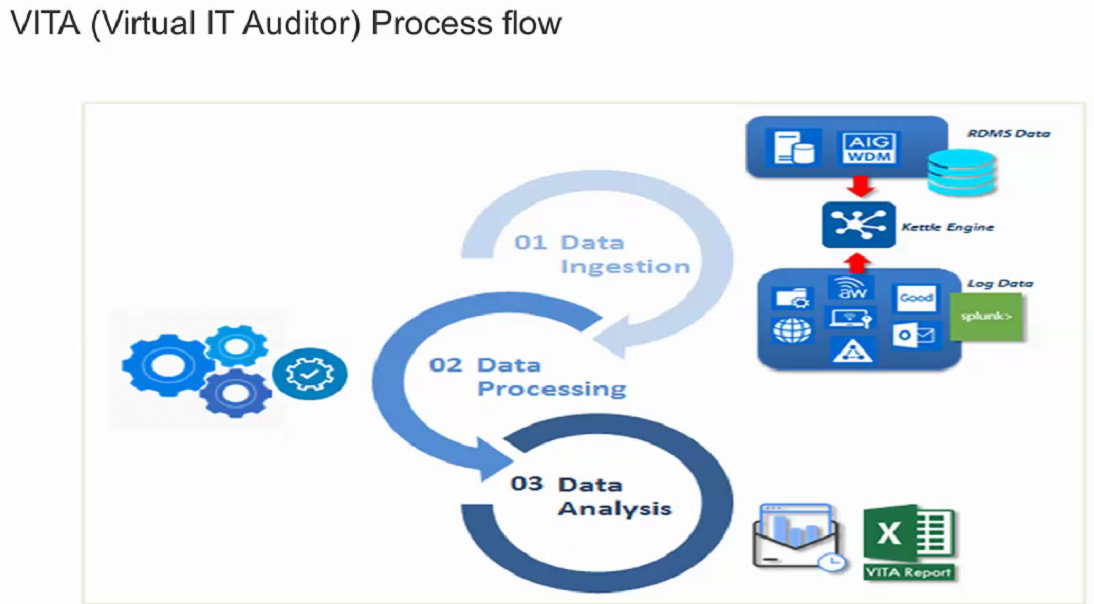 VITA (Virtual IT Auditor) Process flow
RDMS Data
AIG
WDM
Kettle Engine
01 Data
Ingestion
Log Data
aw
Good
splunk>
02 Data
Processing
03 Data
Analysis
X
VITA Report